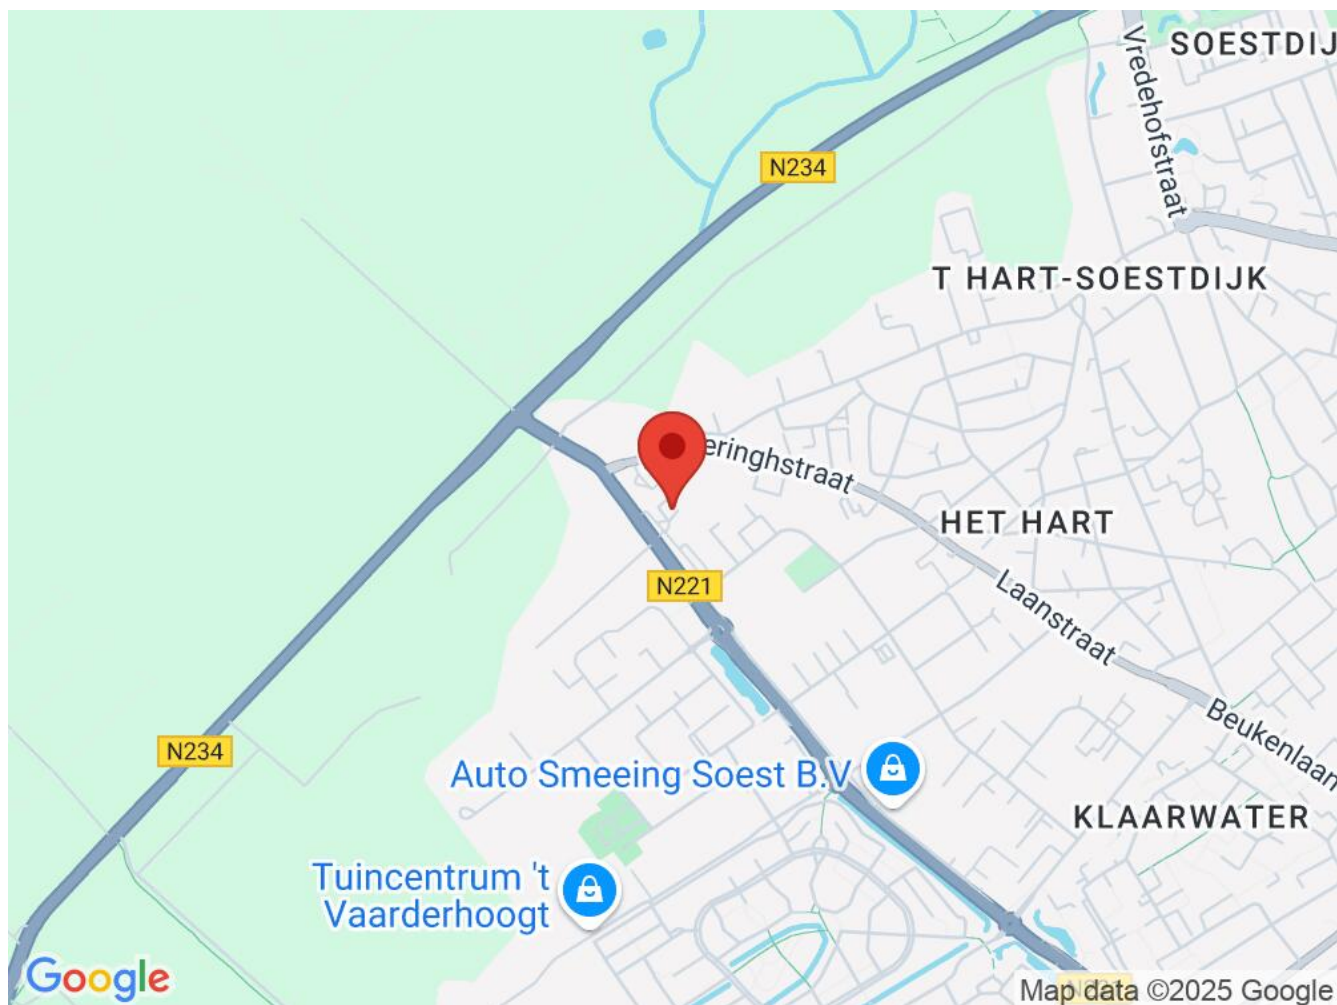 SOESTDIJ
Vredehofstraat
N234
T HART-SOESTDIJK
eringhstraat
HET HART
N221
Laanstraat
Beukenlaan
N234
Auto Smeeing Soest B.V
KLAARWATER
Tuincentrum 't
Vaarderhoogt
Google
Map data ©2025 Google